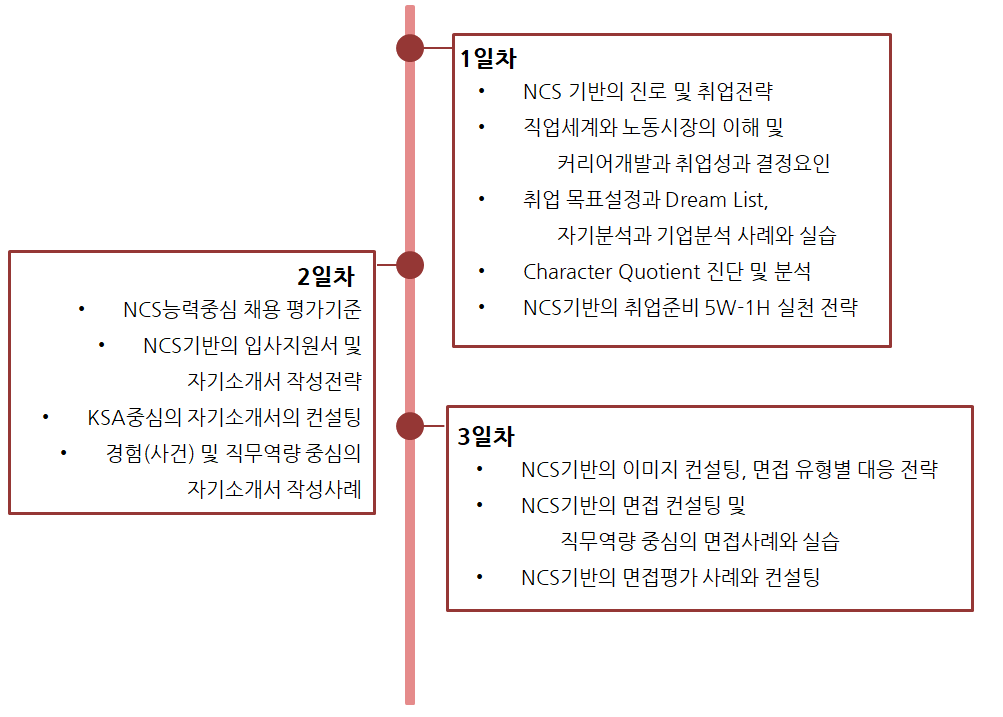 1일차
• NCS 기반의 진로 및 취업전략
• 직업세계와 노동시장의 이해 및
커리어개발과 취업성과 결정요인
• 취업 목표설정과 Dream List,
자기분석과 기업분석 사례와 실습
• Character Quotient 진단 및 분석
• NCS기반의 취업준비 5W-1H 실천 전략
2일차
• NCS능력중심 채용 평가기준
• NCS기반의 입사지원서 및
자기소개서 작성전략
• KSA중심의 자기소개서의 컨설팅
• 경험(사건) 및 직무역량 중심의
자기소개서 작성사례
3일차
• NCS기반의 이미지 컨설팅, 면접 유형별 대응 전략
• NCS기반의 면접 컨설팅 및
직무역량 중심의 면접사례와 실습
• NCS기반의 면접평가 사례와 컨설팅